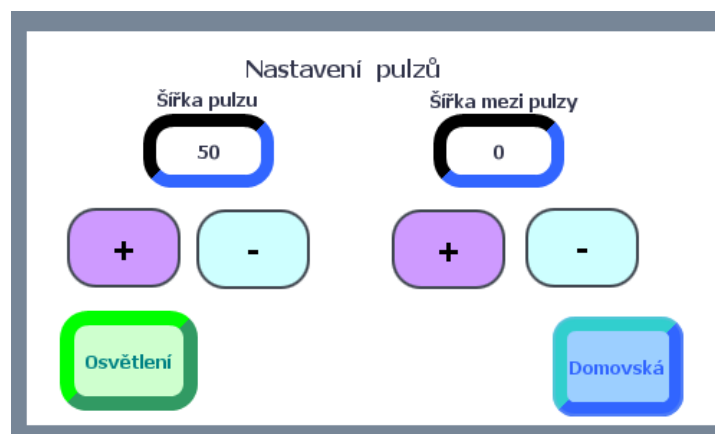 Nastavení pulzů
Šířka pulzu
Šířka mezi pulzy
50
0
+
-
+
-
Osvětlení
Domovská